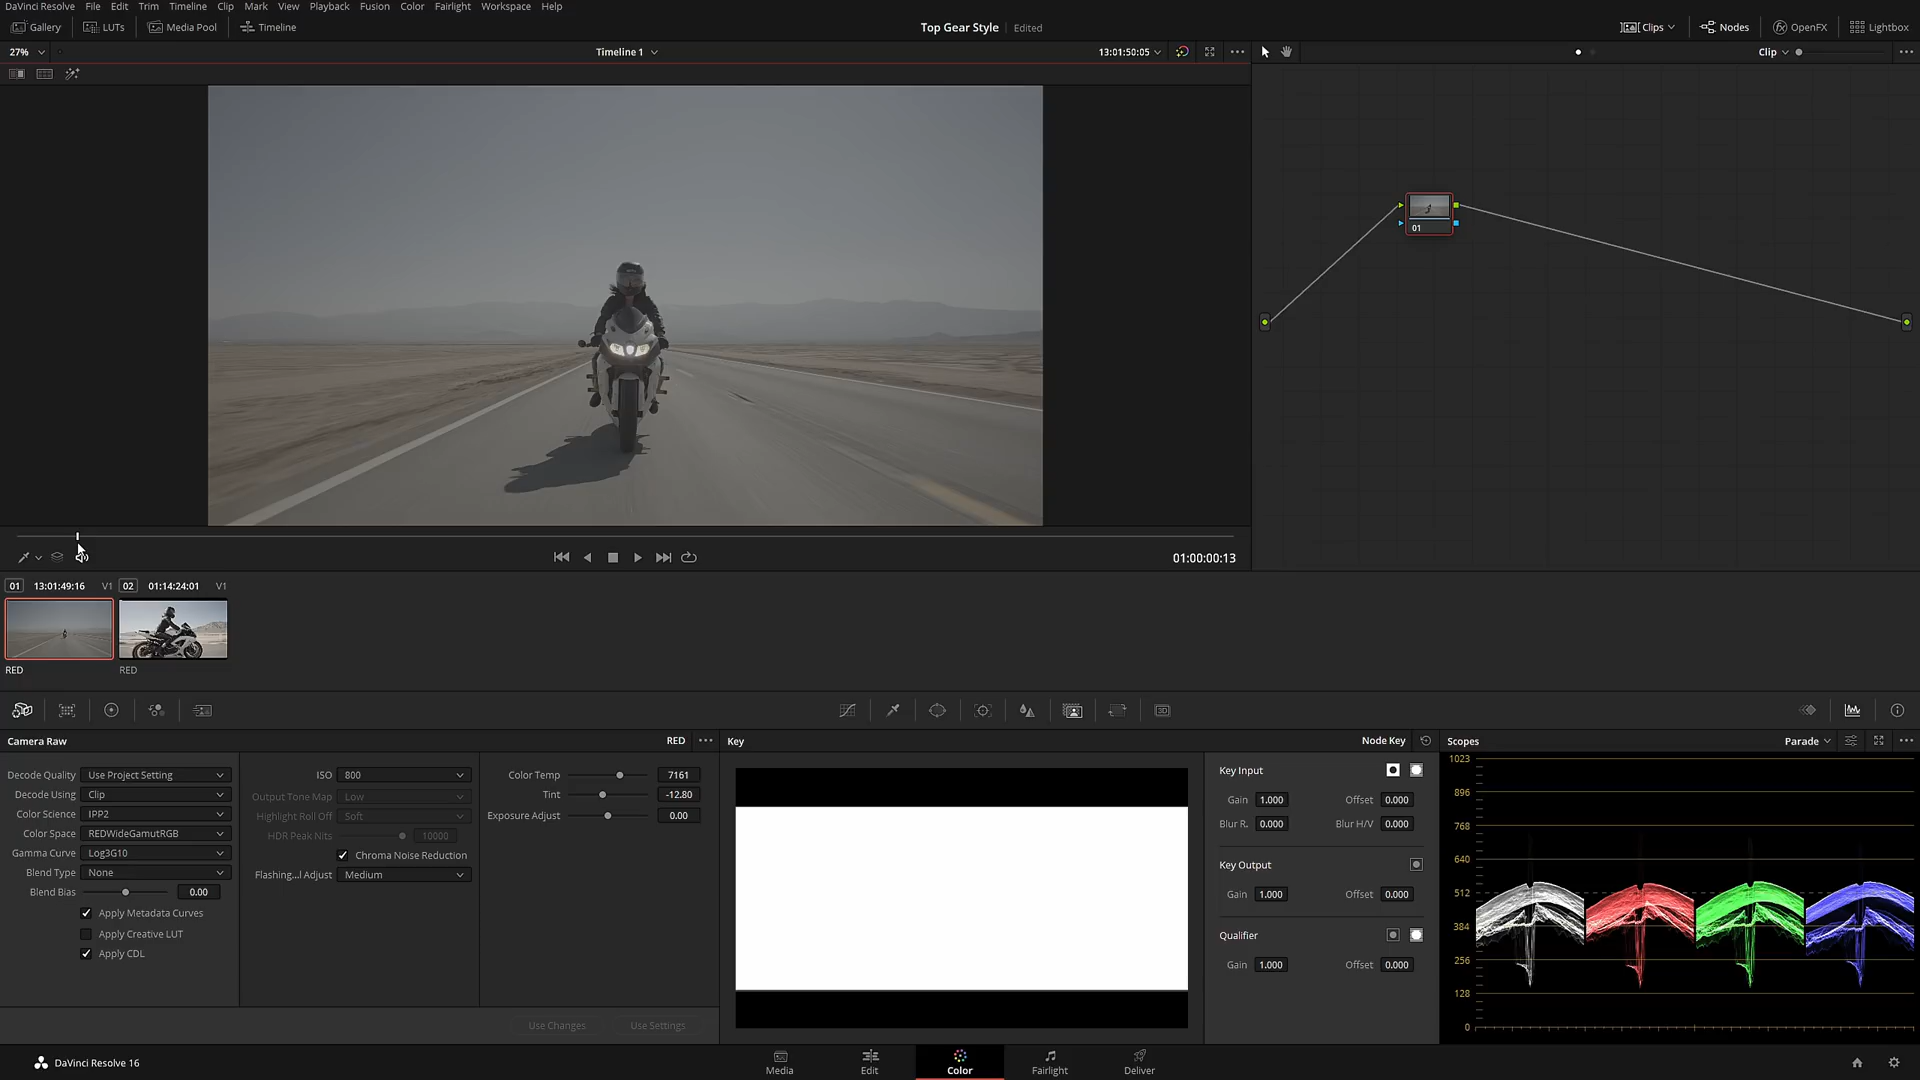 DaVinci Resolve File Edit Trim Timeline Clip Mark View Playback Fusion Color Fairlight Workspace Help
Gallery LUTs Media Pool Timeline Top Gear Style Edited Clips Nodes OpenFX Lightbox
27% Timeline 1 13:01:50:05 Clip
01
01:00:00:13
01 13:01:49:16 V1 02 01:14:24:01 V1
RED RED
Camera Raw RED Key Node Key Scopes Parade
Decode Quality Use Project Setting
Decode Using Clip
Color Science IPP2
Color Space REDWideGamutRGB
Gamma Curve Log3G10
Blend Type None
Blend Bias 0.00
Apply Metadata Curves
Apply Creative LUT
Apply CDL
ISO 800
Output Tone Map Low
Highlight Roll Off Soft
HDR Peak Nits 10000
Chroma Noise Reduction
Flashing...l Adjust Medium
Color Temp 7161
Tint -12.80
Exposure Adjust 0.00
Use Changes Use Settings
Key Input
Gain 1.000 Offset 0.000
Blur R. 0.000 Blur H/V 0.000
Key Output
Gain 1.000 Offset 0.000
Qualifier
Gain 1.000 Offset 0.000
1023
896
768
640
512
384
256
128
0
DaVinci Resolve 16 Media Edit Color Fairlight Deliver